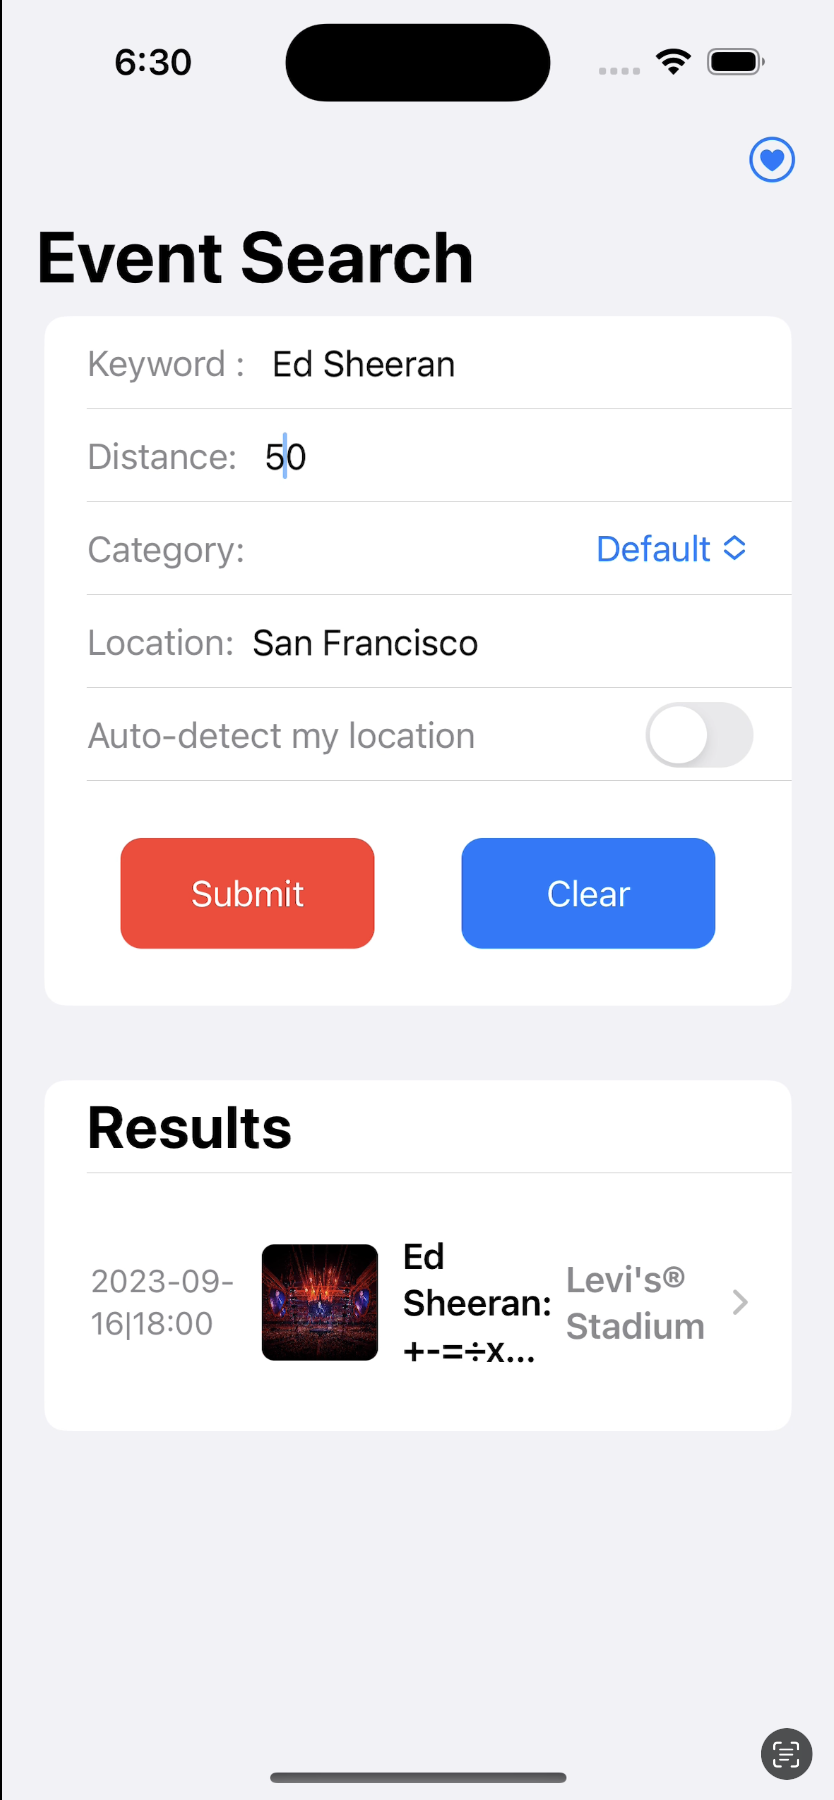 6:30
Event Search
Keyword : Ed Sheeran
Distance: 50
Category: Default
Location: San Francisco
Auto-detect my location
Submit Clear
Results
2023-09-
16|18:00
Ed
Sheeran:
+-=÷x...
Levi's®
Stadium